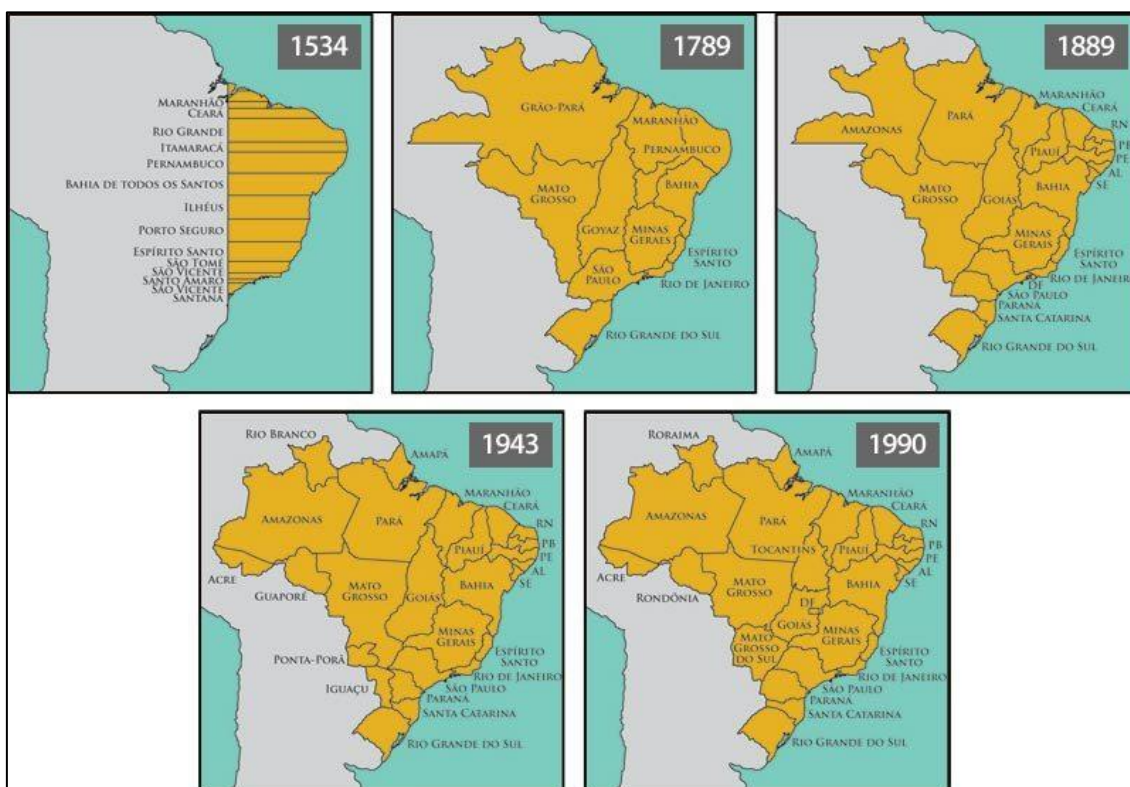 1534
MARANHÃO
CEARÁ
RIO GRANDE
ITAMARACÁ
PERNAMBUCO
BAHIA DE TODOS OS SANTOS
ILHÉUS
PORTO SEGURO
ESPÍRITO SANTO
SÃO TOMÉ
SÃO VICENTE
SANTO AMARO
SÃO VICENTE
SANTANA
1789
GRÃO-PARÁ
MARANHÃO
PERNAMBUCO
BAHIA
MATO
GROSSO
GOYAZ
MINAS
GERAES
ESPÍRITO
SANTO
SÃO
PAULO
RIO DE JANEIRO
RIO GRANDE DO SUL
1889
MARANHÃO
CEARÁ
RN
PB
PE
AL
SE
AMAZONAS
PARÁ
PIAUÍ
BAHIA
MATO
GROSSO
GOIÁS
MINAS
GERAIS
ESPÍRITO
SANTO
RIO DE JANEIRO
DF
SÃO PAULO
PARANÁ
SANTA CATARINA
RIO GRANDE DO SUL
1943
RIO BRANCO
AMAPÁ
MARANHÃO
CEARÁ
RN
PB
PE
AL
SE
AMAZONAS
PARÁ
PIAUÍ
ACRE
GUAPORÉ
MATO
GROSSO
GOIÁS
BAHIA
MINAS
GERAIS
PONTA-PORÃ
IGUAÇU
ESPÍRITO
SANTO
RIO DE JANEIRO
SÃO PAULO
PARANÁ
SANTA CATARINA
RIO GRANDE DO SUL
1990
RORAIMA
AMAPÁ
MARANHÃO
CEARÁ
RN
PB
PE
AL
SE
AMAZONAS
PARÁ
TOCANTINS
PIAUÍ
ACRE
RONDÔNIA
MATO
GROSSO
BAHIA
DF
GOIÁS
MATO
GROSSO
DO SUL
MINAS
GERAIS
ESPÍRITO
SANTO
RIO DE JANEIRO
SÃO PAULO
PARANÁ
SANTA CATARINA
RIO GRANDE DO SUL